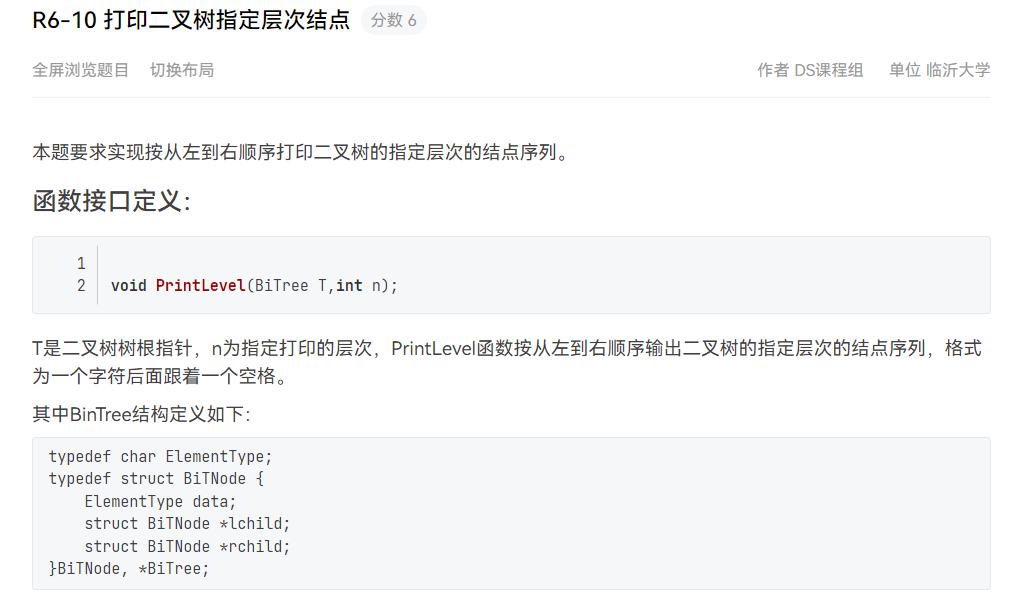 R6-10 打印二叉树指定层次结点 分数 6
全屏浏览题目 切换布局 作者 DS课程组 单位 临沂大学
本题要求实现按从左到右顺序打印二叉树的指定层次的结点序列。
函数接口定义：
1
2 void PrintLevel(BiTree T,int n);
T是二叉树树根指针，n为指定打印的层次，PrintLevel函数按从左到右顺序输出二叉树的指定层次的结点序列，格式
为一个字符后面跟着一个空格。
其中BinTree结构定义如下：
typedef char ElementType;
typedef struct BiTNode {
    ElementType data;
    struct BiTNode *lchild;
    struct BiTNode *rchild;
}BiTNode, *BiTree;